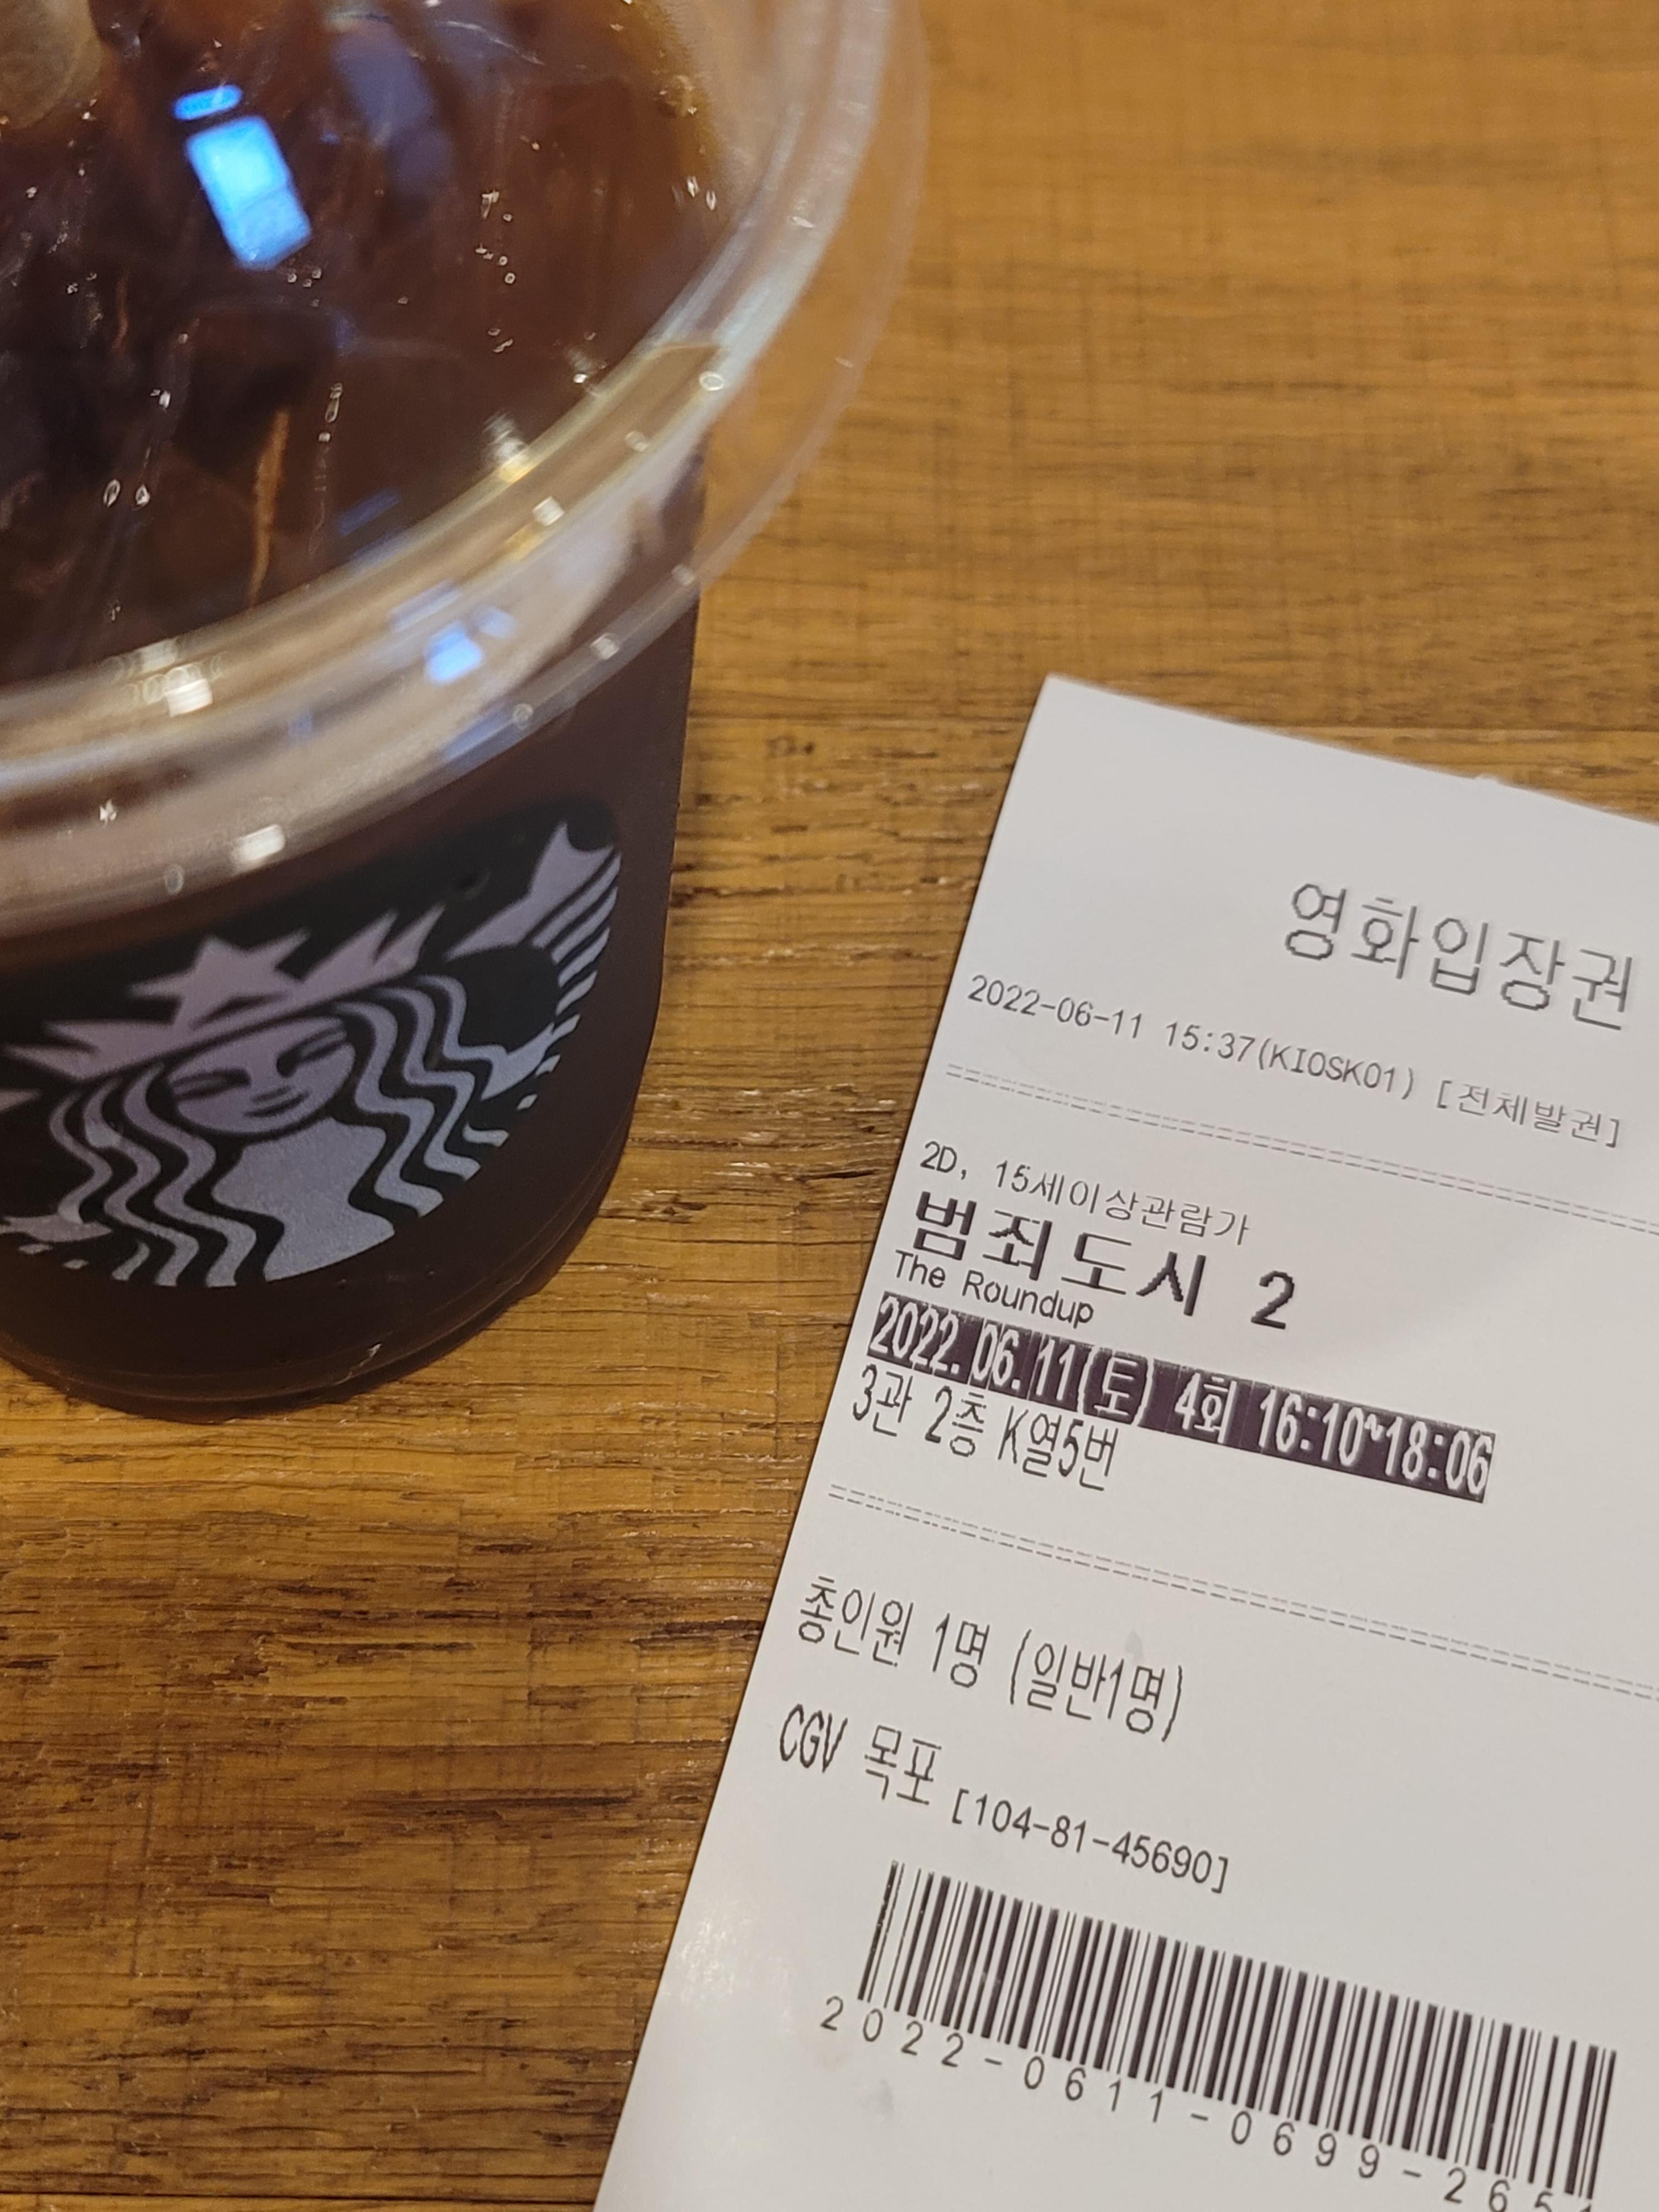 영화입장권
2022-06-11 15:37(KIOSK01) [전체발권]
2D, 15세이상관람가
범죄도시 2
The Roundup
2022.06.11(토) 4회 16:10~18:06
3관 2층 K열5번
총인원 1명 (일반1명)
CGV 목포 [104-81-45690]
2022-0611-0699-265